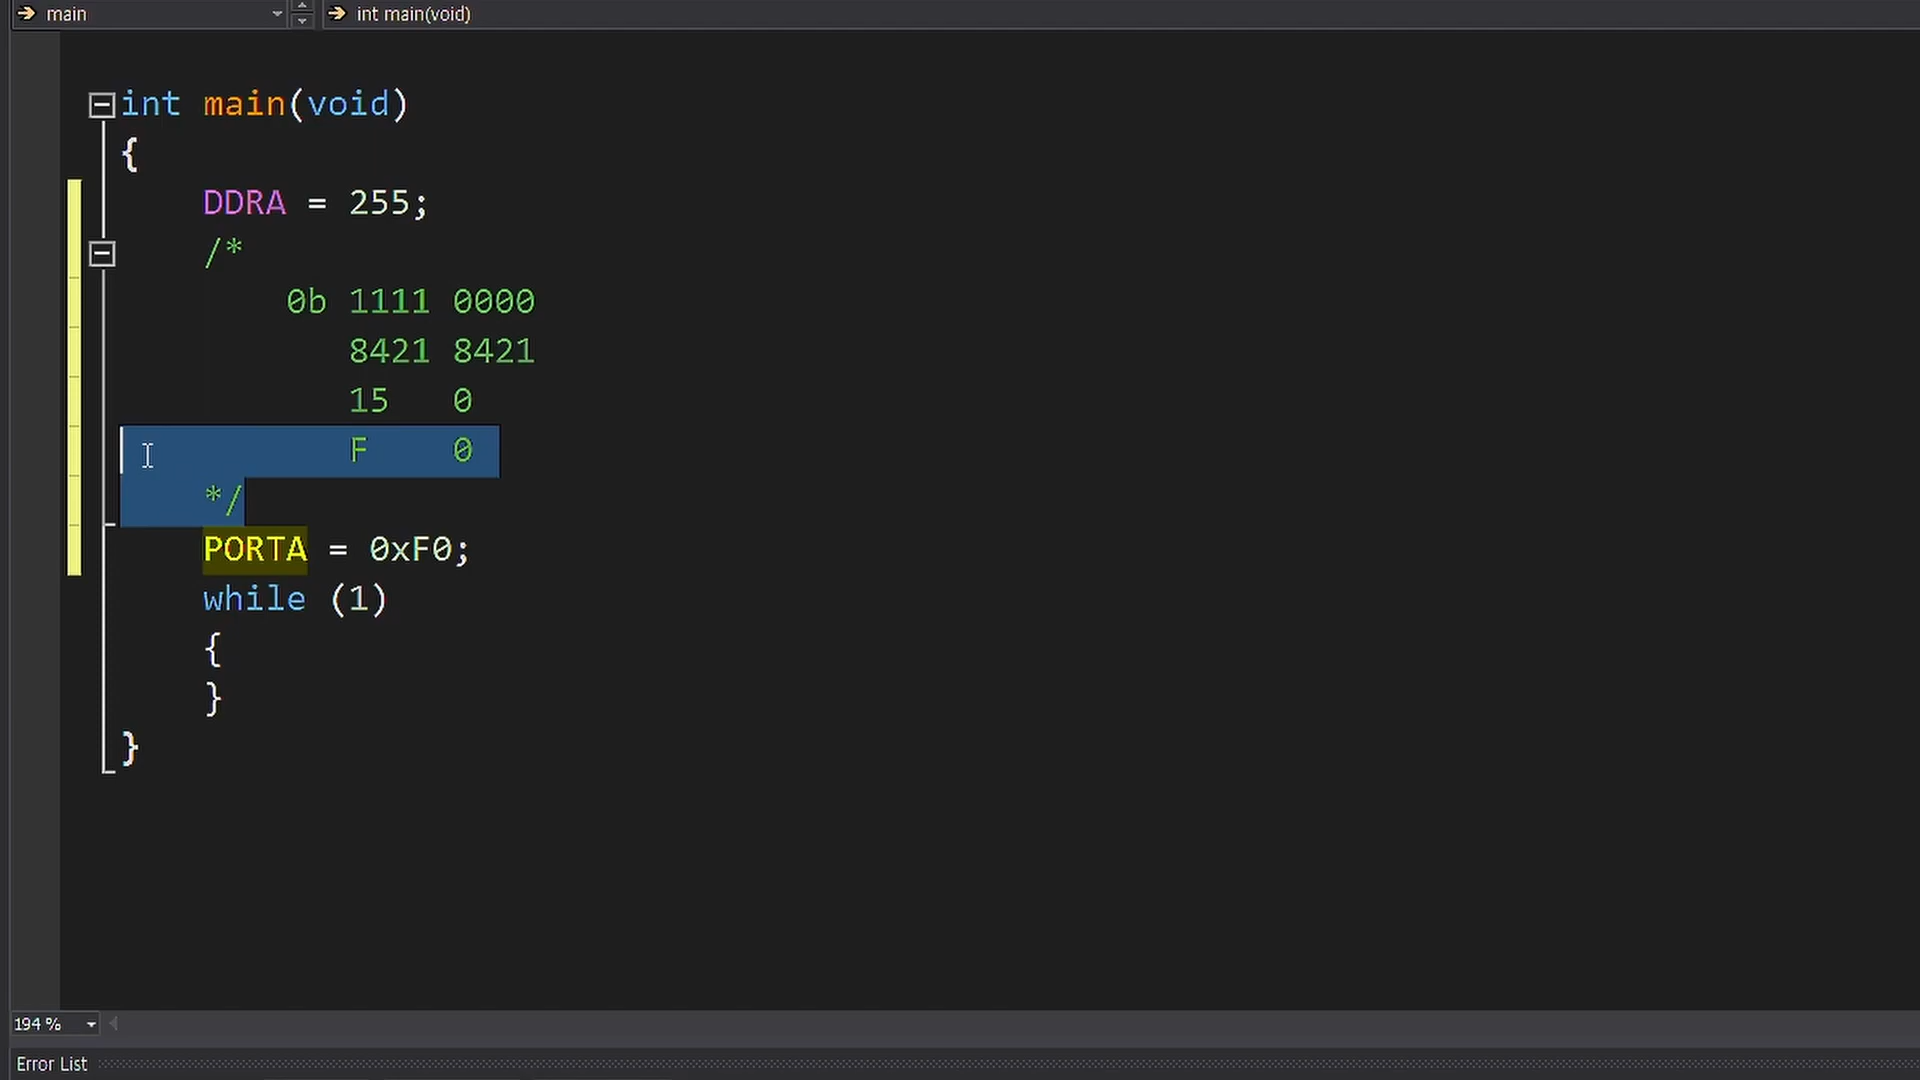 main int main(void)
int main(void)
{
DDRA = 255;
/*
0b 1111 0000
8421 8421
15 0
F 0
*/
PORTA = 0xF0;
while (1)
{
}
}
194 %
Error List